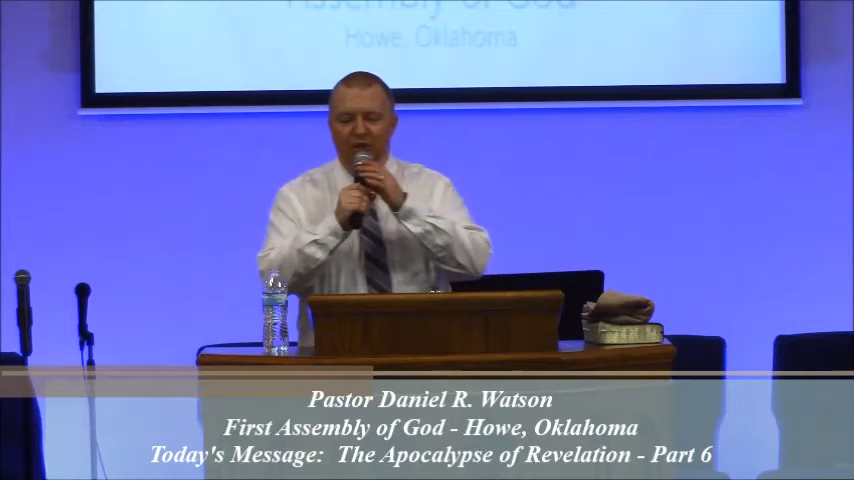 Assembly of God
Howe, Oklahoma
Pastor Daniel R. Watson
First Assembly of God - Howe, Oklahoma
Today's Message:  The Apocalypse of Revelation - Part 6